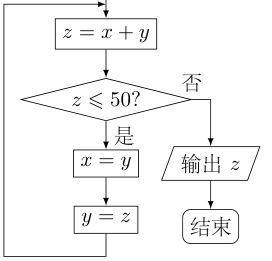 z = x + y
否
z ⩽ 50?
是
x = y
输出 z
y = z
结束